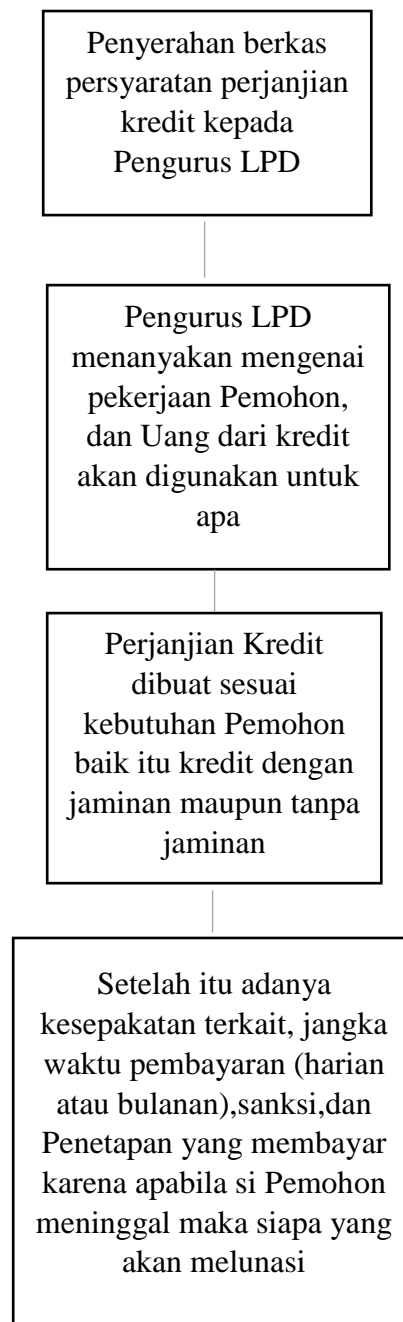 Penyerahan berkas
persyaratan perjanjian
kredit kepada
Pengurus LPD
Pengurus LPD
menanyakan mengenai
pekerjaan Pemohon,
dan Uang dari kredit
akan digunakan untuk
apa
Perjanjian Kredit
dibuat sesuai
kebutuhan Pemohon
baik itu kredit dengan
jaminan maupun tanpa
jaminan
Setelah itu adanya
kesepakatan terkait, jangka
waktu pembayaran (harian
atau bulanan),sanksi,dan
Penetapan yang membayar
karena apabila si Pemohon
meninggal maka siapa yang
akan melunasi